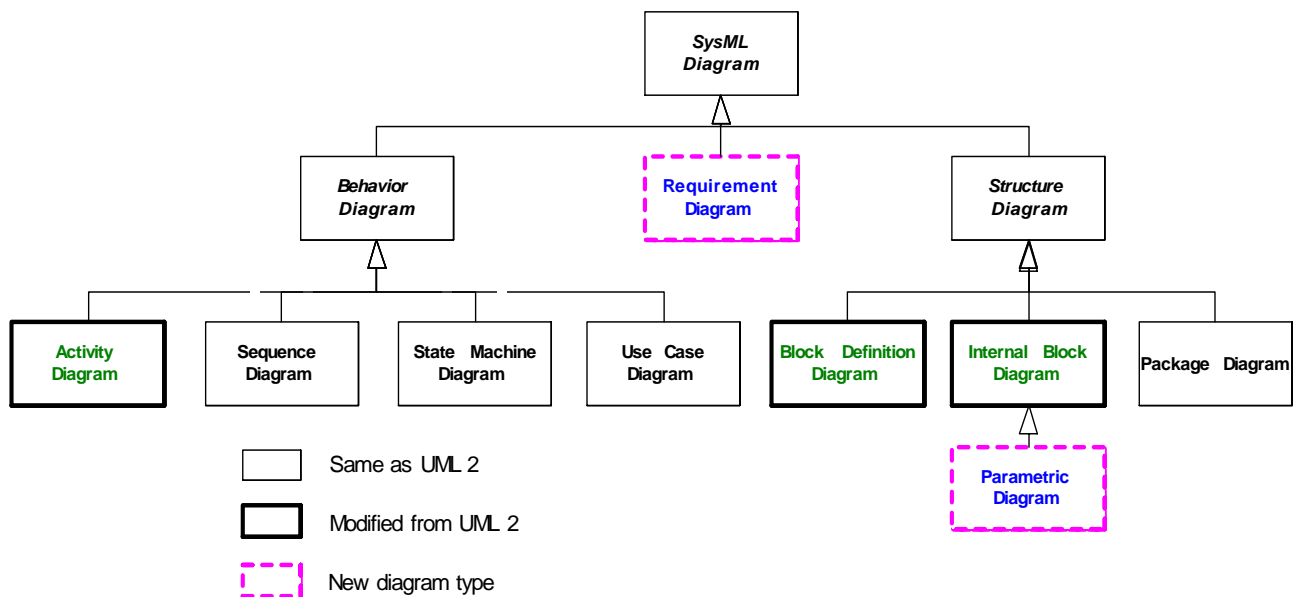 SysML
Diagram
Behavior
Diagram
Requirement
Diagram
Structure
Diagram
Activity
Diagram
Sequence
Diagram
State Machine
Diagram
Use Case
Diagram
Block Definition
Diagram
Internal Block
Diagram
Package Diagram
Parametric
Diagram
Same as UML 2
Modified from UML 2
New diagram type